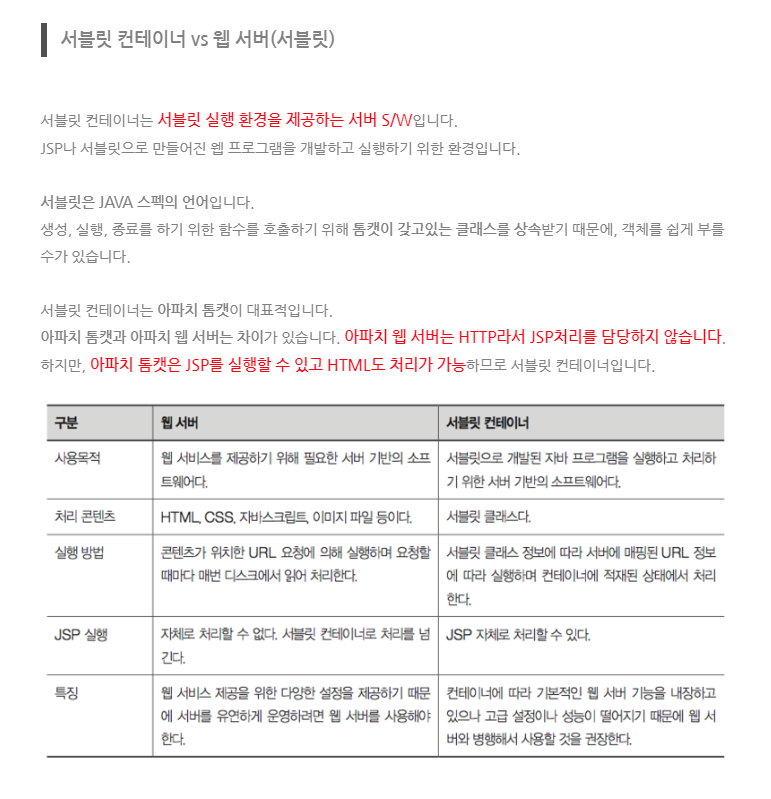 서블릿 컨테이너 vs 웹 서버(서블릿)
서블릿 컨테이너는 서블릿 실행 환경을 제공하는 서버 S/W입니다.
JSP나 서블릿으로 만들어진 웹 프로그램을 개발하고 실행하기 위한 환경입니다.
서블릿은 JAVA 스펙의 언어입니다.
생성, 실행, 종료를 하기 위한 함수를 호출하기 위해 톰캣이 갖고있는 클래스를 상속받기 때문에, 객체를 쉽게 부를
수가 있습니다.
서블릿 컨테이너는 아파치 톰캣이 대표적입니다.
아파치 톰캣과 아파치 웹 서버는 차이가 있습니다. 아파치 웹 서버는 HTTP라서 JSP처리를 담당하지 않습니다.
하지만, 아파치 톰캣은 JSP를 실행할 수 있고 HTML도 처리가 가능하므로 서블릿 컨테이너입니다.
구분 웹 서버 서블릿 컨테이너
사용목적 웹 서비스를 제공하기 위해 필요한 서버 기반의 소프 서블릿으로 개발된 자바 프로그램을 실행하고 처리하
트웨어다. 기 위한 서버 기반의 소프트웨어다.
처리 콘텐츠 HTML, CSS, 자바스크립트, 이미지 파일 등이다. 서블릿 클래스다.
실행 방법 콘텐츠가 위치한 URL 요청에 의해 실행하며 요청할 서블릿 클래스 정보에 따라 서버에 매핑된 URL 정보
때마다 매번 디스크에서 읽어 처리한다. 에 따라 실행하며 컨테이너에 적재된 상태에서 처리
한다.
JSP 실행 자체로 처리할 수 없다. 서블릿 컨테이너로 처리를 넘 JSP 자체로 처리할 수 있다.
긴다.
특징 웹 서비스 제공을 위한 다양한 설정을 제공하기 때문 컨테이너에 따라 기본적인 웹 서버 기능을 내장하고
에 서버를 유연하게 운영하려면 웹 서버를 사용해야 있으나 고급 설정이나 성능이 떨어지기 때문에 웹 서
한다. 버와 병행해서 사용할 것을 권장한다.